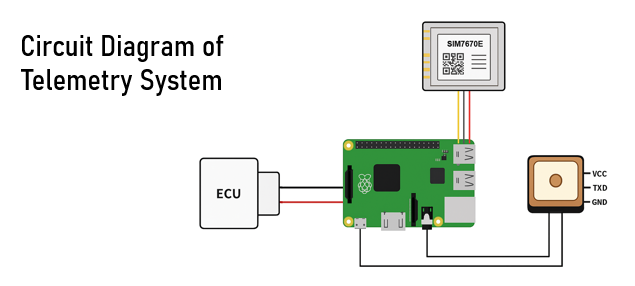 Circuit Diagram of
Telemetry System
SIM7670E
ECU
VCC
TXD
GND